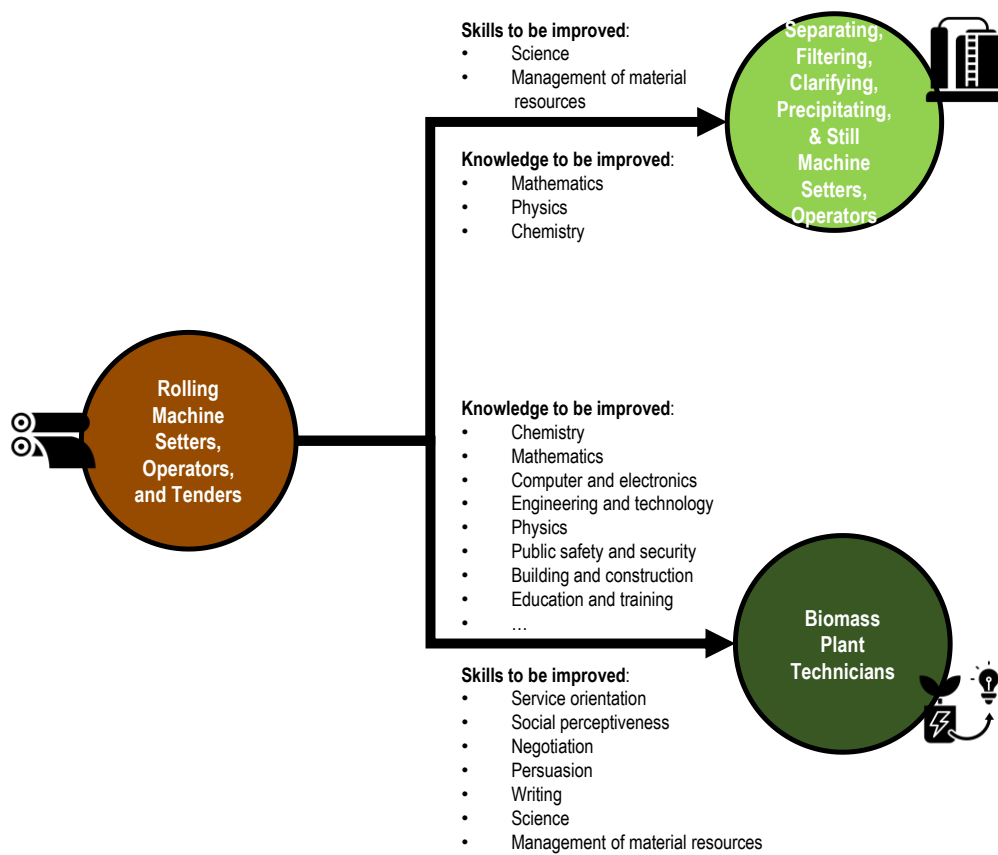 Skills to be improved:
• Science
• Management of material
resources
Separating,
Filtering,
Clarifying,
Precipitating,
& Still
Machine
Setters,
Operators
Knowledge to be improved:
• Mathematics
• Physics
• Chemistry
Rolling
Machine
Setters,
Operators,
and Tenders
Knowledge to be improved:
• Chemistry
• Mathematics
• Computer and electronics
• Engineering and technology
• Physics
• Public safety and security
• Building and construction
• Education and training
• …
Biomass
Plant
Technicians
Skills to be improved:
• Service orientation
• Social perceptiveness
• Negotiation
• Persuasion
• Writing
• Science
• Management of material resources